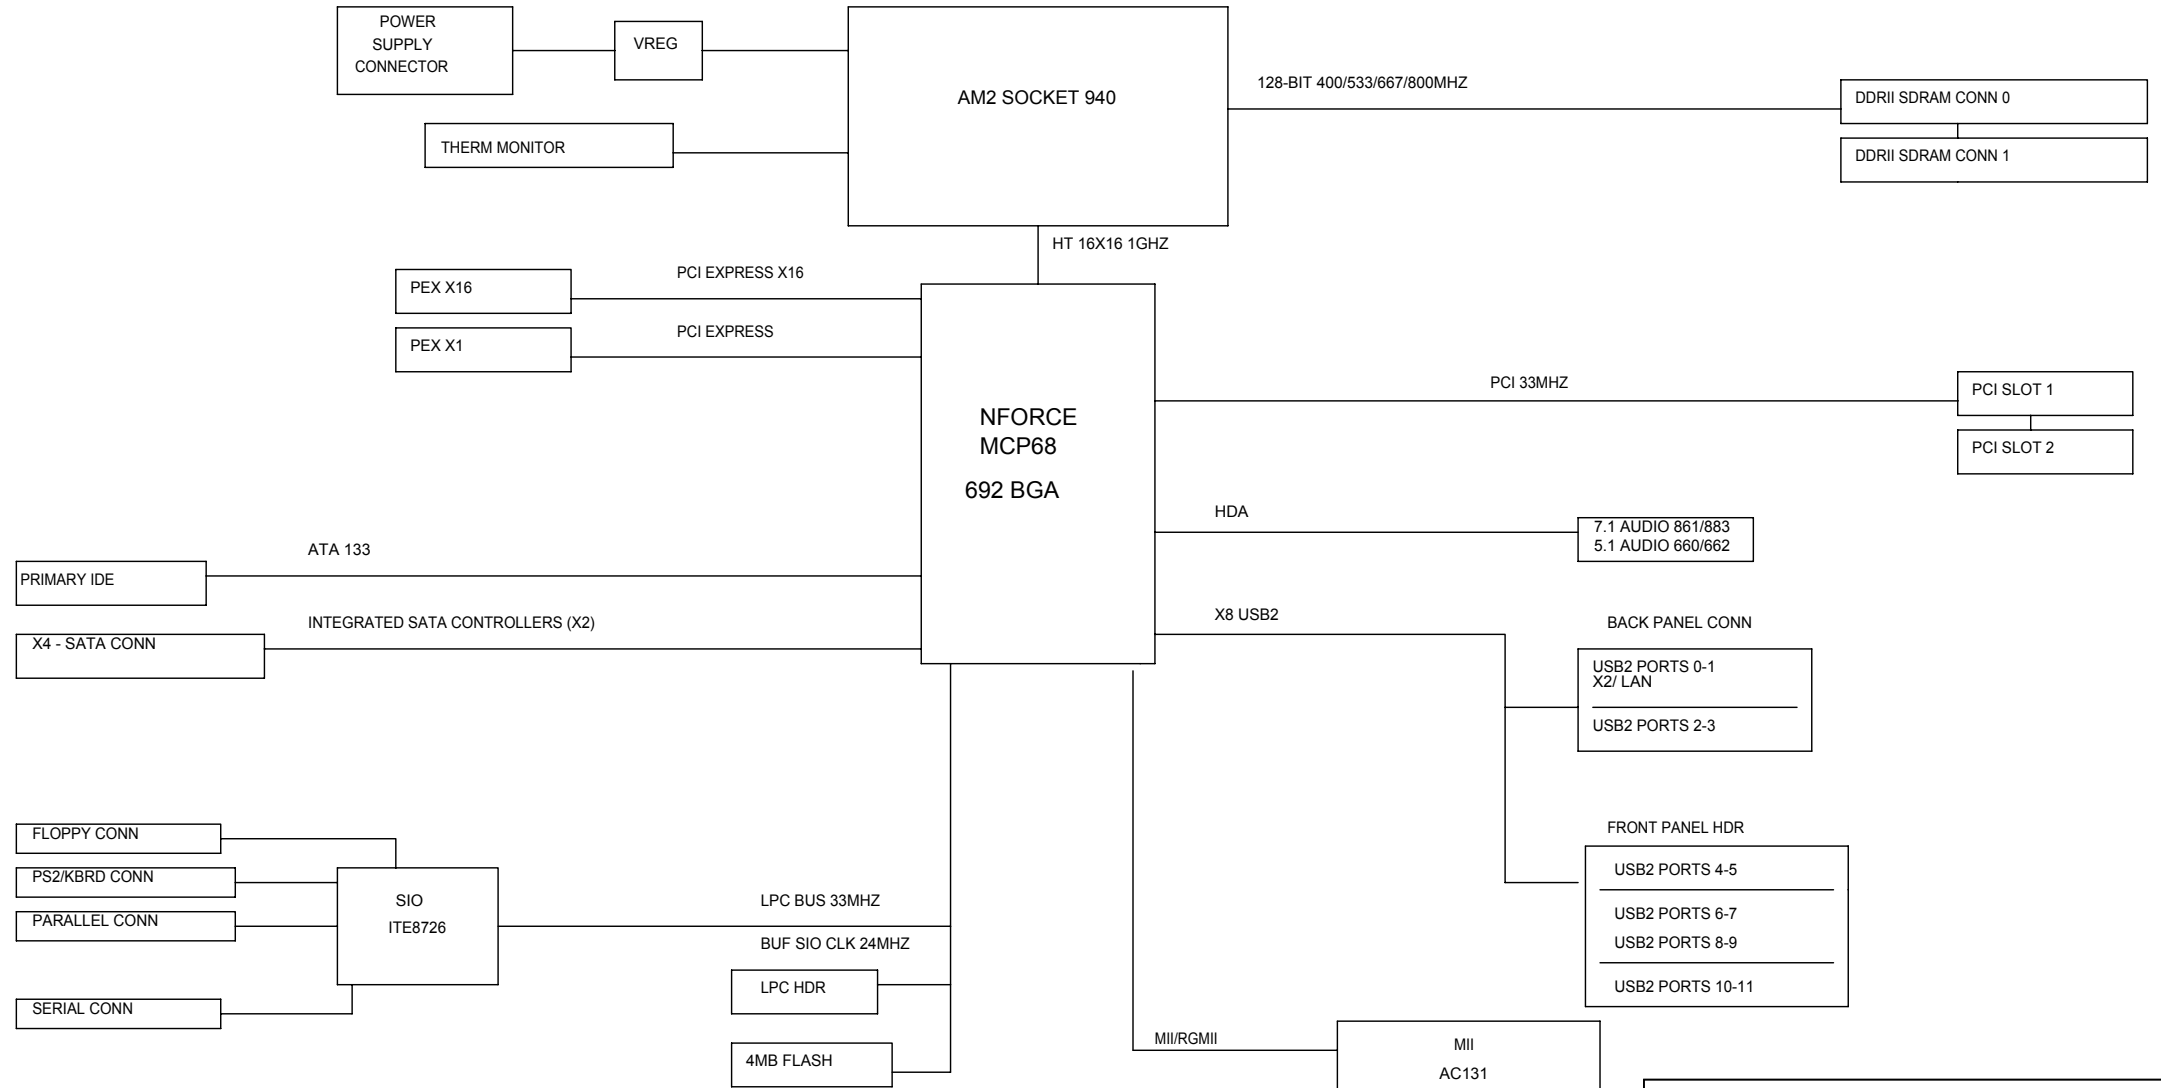 POWER
SUPPLY
CONNECTOR
VREG
AM2 SOCKET 940
128-BIT 400/533/667/800MHZ
DDRII SDRAM CONN 0
DDRII SDRAM CONN 1
THERM MONITOR
HT 16X16 1GHZ
PEX X16
PCI EXPRESS X16
PEX X1
PCI EXPRESS
NFORCE
MCP68
692 BGA
PCI 33MHZ
PCI SLOT 1
PCI SLOT 2
HDA
7.1 AUDIO 861/883
5.1 AUDIO 660/662
ATA 133
PRIMARY IDE
INTEGRATED SATA CONTROLLERS (X2)
X4 - SATA CONN
X8 USB2
BACK PANEL CONN
USB2 PORTS 0-1
X2/ LAN
USB2 PORTS 2-3
FLOPPY CONN
PS2/KBRD CONN
PARALLEL CONN
SERIAL CONN
SIO
ITE8726
LPC BUS 33MHZ
BUF SIO CLK 24MHZ
LPC HDR
4MB FLASH
FRONT PANEL HDR
USB2 PORTS 4-5
USB2 PORTS 6-7
USB2 PORTS 8-9
USB2 PORTS 10-11
MII/RGMII
MII
AC131